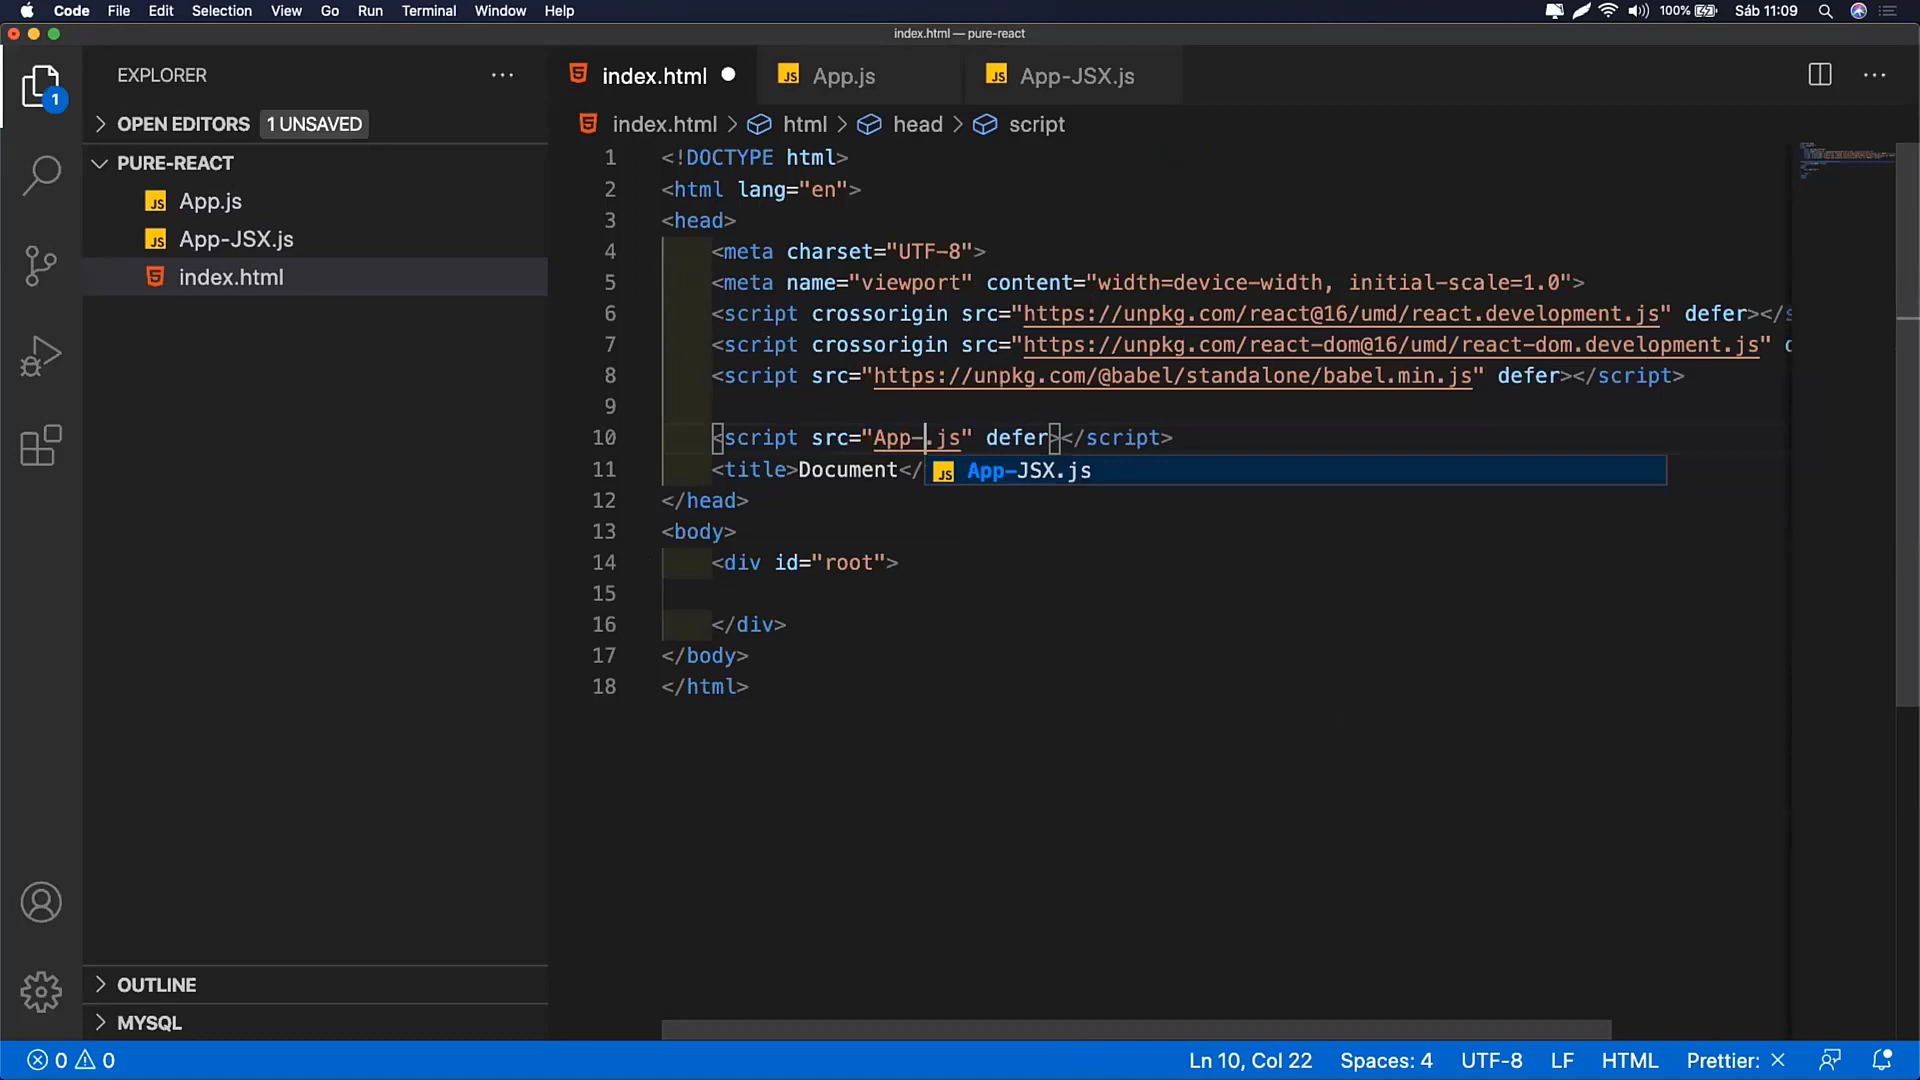 Code File Edit Selection View Go Run Terminal Window Help 100% Sáb 11:09
index.html — pure-react
EXPLORER
OPEN EDITORS 1 UNSAVED
PURE-REACT
JS App.js
JS App-JSX.js
index.html
1
index.html JS App.js JS App-JSX.js
index.html > html > head > script
1 <!DOCTYPE html>
2 <html lang="en">
3 <head>
4 <meta charset="UTF-8">
5 <meta name="viewport" content="width=device-width, initial-scale=1.0">
6 <script crossorigin src="https://unpkg.com/react@16/umd/react.development.js" defer></s
7 <script crossorigin src="https://unpkg.com/react-dom@16/umd/react-dom.development.js" d
8 <script src="https://unpkg.com/@babel/standalone/babel.min.js" defer></script>
9
10 <script src="App-.js" defer></script>
11 <title>Document</
JS App-JSX.js
12 </head>
13 <body>
14 <div id="root">
15
16 </div>
17 </body>
18 </html>
OUTLINE
MYSQL
0 0 Ln 10, Col 22 Spaces: 4 UTF-8 LF HTML Prettier: ×